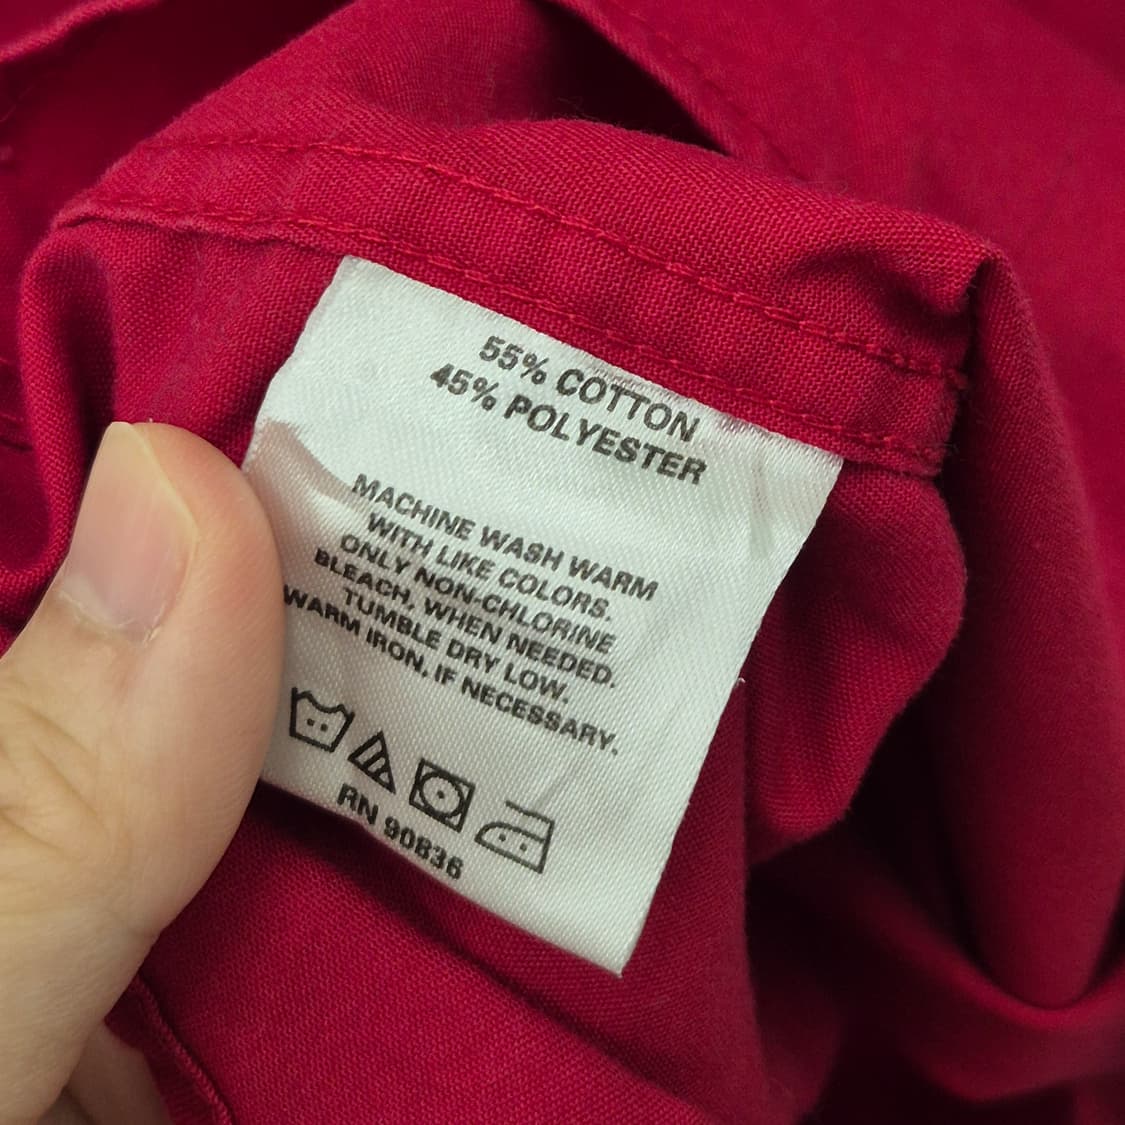 55% COTTON
45% POLYESTER
MACHINE WASH WARM
WITH LIKE COLORS.
ONLY NON-CHLORINE
BLEACH, WHEN NEEDED.
TUMBLE DRY LOW.
WARM IRON, IF NECESSARY.
RN 90836